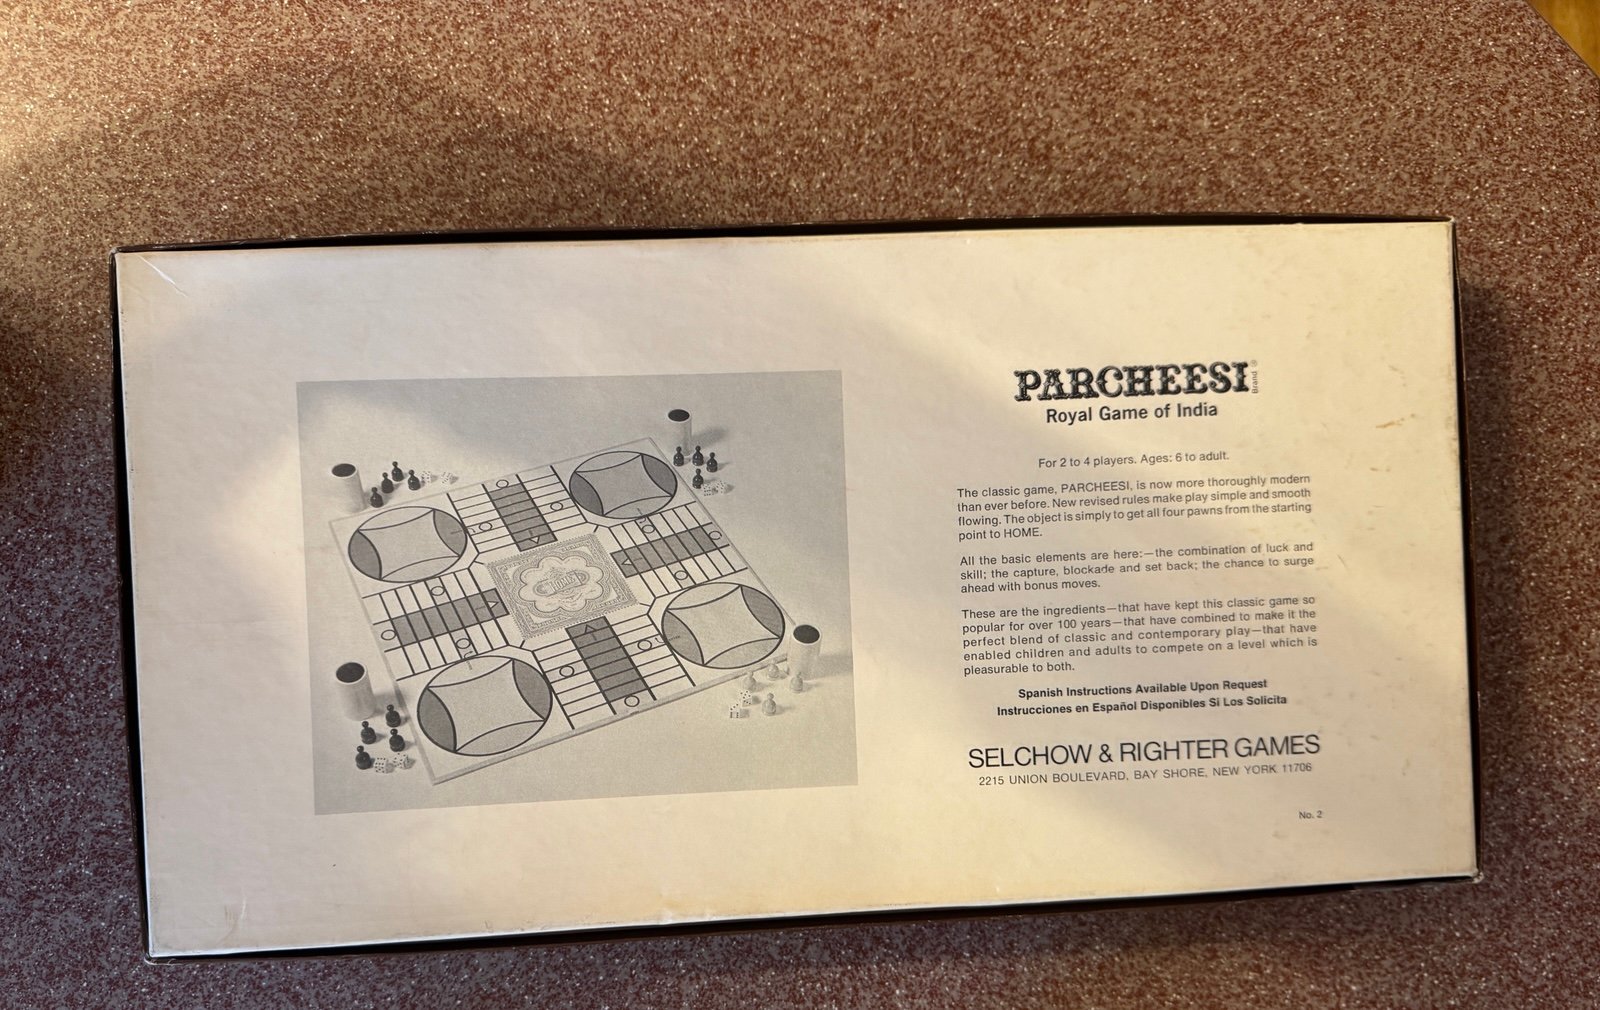 PARCHEESI Brand ®
Royal Game of India
For 2 to 4 players. Ages: 6 to adult.
The classic game, PARCHEESI, is now more thoroughly modern
than ever before. New revised rules make play simple and smooth
flowing. The object is simply to get all four pawns from the starting
point to HOME.
All the basic elements are here:—the combination of luck and
skill; the capture, blockade and set back; the chance to surge
ahead with bonus moves.
These are the ingredients—that have kept this classic game so
popular for over 100 years—that have combined to make it the
perfect blend of classic and contemporary play—that have
enabled children and adults to compete on a level which is
pleasurable to both.
Spanish Instructions Available Upon Request
Instrucciones en Español Disponibles Si Los Solicita
SELCHOW & RIGHTER GAMES
2215 UNION BOULEVARD, BAY SHORE, NEW YORK 11706
No. 2
HOME